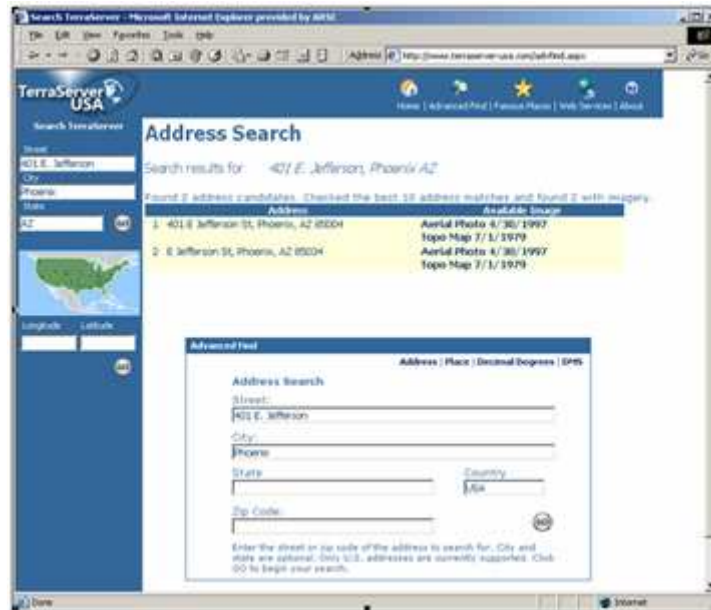 Search TerraServer - Microsoft Internet Explorer provided by
File Edit View Favorites Tools Help
Address http://www.terraserver-usa.com/advfind.aspx
TerraServer
USA
Home | Advanced Find | Famous Places | Web Services | About
Search TerraServer
Street
401 E. Jefferson
City
Phoenix
State
AZ
GO
Longitude Latitude
GO
Address Search
Search results for 401 E. Jefferson, Phoenix AZ
Found 2 address candidates. Checked the best 10 address matches and found 2 with imagery.
Address Available Image
1 401 E Jefferson St, Phoenix, AZ 85004 Aerial Photo 4/30/1997
Topo Map 7/1/1979
2 E Jefferson St, Phoenix, AZ 85034 Aerial Photo 4/30/1997
Topo Map 7/1/1979
Advanced Find
Address | Place | Decimal Degrees | DMS
Address Search
Street:
401 E. Jefferson
City:
Phoenix
State Country
USA
Zip Code:
GO
Enter the street or zip code of the address to search for. City and
state are optional. Only U.S. addresses are currently supported. Click
GO to begin your search.
Done Internet